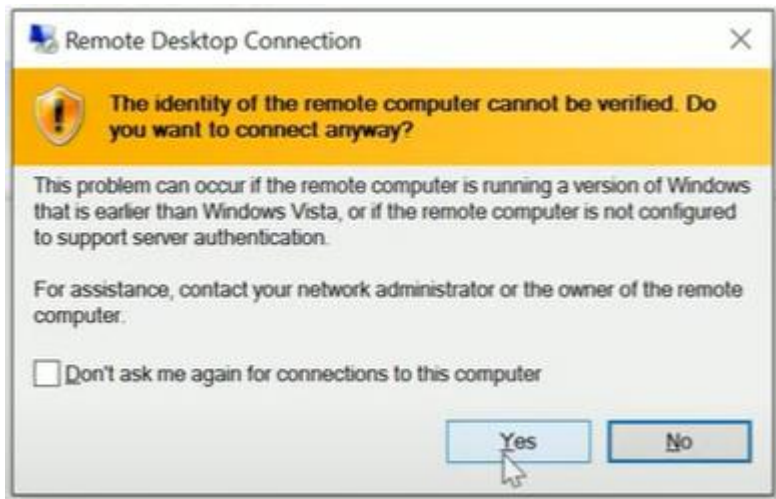 Remote Desktop Connection
The identity of the remote computer cannot be verified. Do
you want to connect anyway?
This problem can occur if the remote computer is running a version of Windows
that is earlier than Windows Vista, or if the remote computer is not configured
to support server authentication.
For assistance, contact your network administrator or the owner of the remote
computer.
Don't ask me again for connections to this computer
Yes No